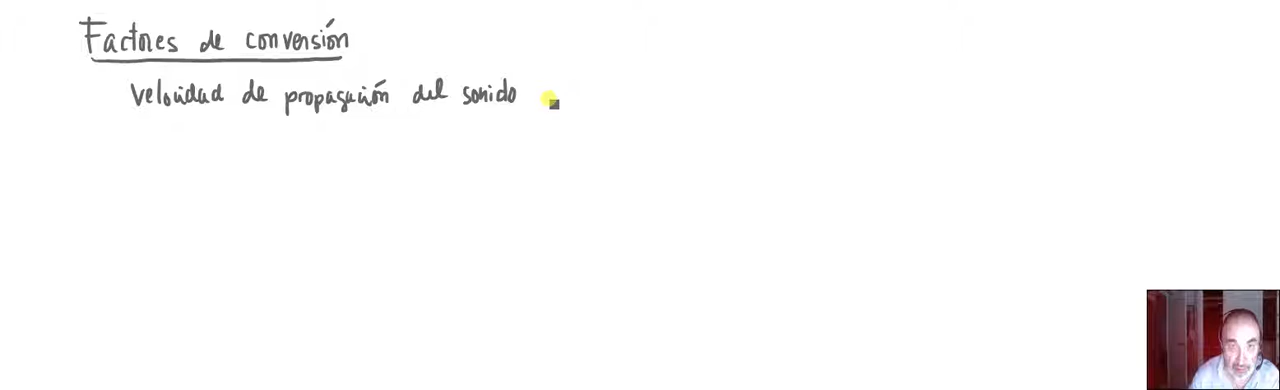 Factores de conversión
Velocidad de propagación del sonido